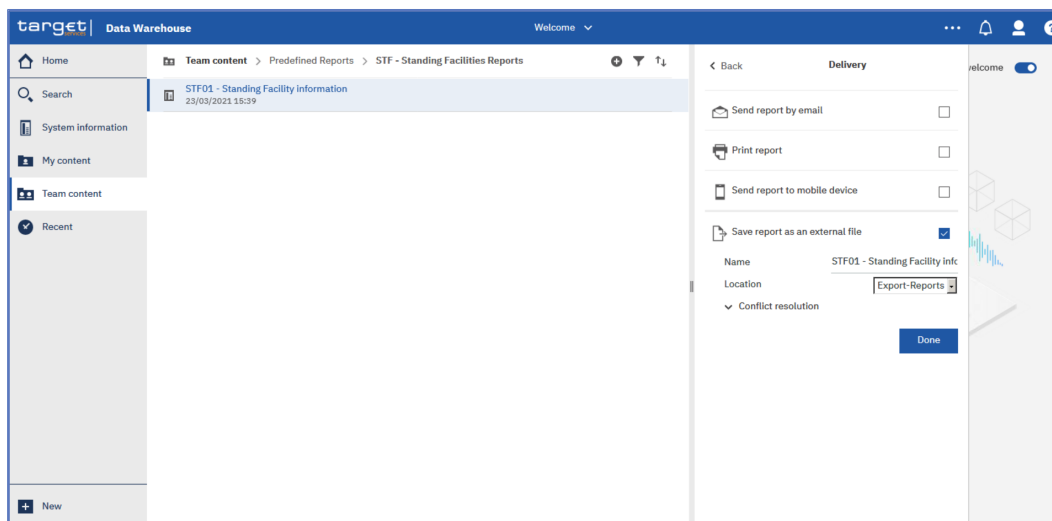 target | Data Warehouse
services
Welcome
Home
Search
System information
My content
Team content
Recent
New
Team content > Predefined Reports > STF - Standing Facilities Reports
STF01 - Standing Facility information
23/03/2021 15:39
Back
Delivery
Send report by email
Print report
Send report to mobile device
Save report as an external file
Name STF01 - Standing Facility infc
Location Export-Reports
Conflict resolution
Done
elcome